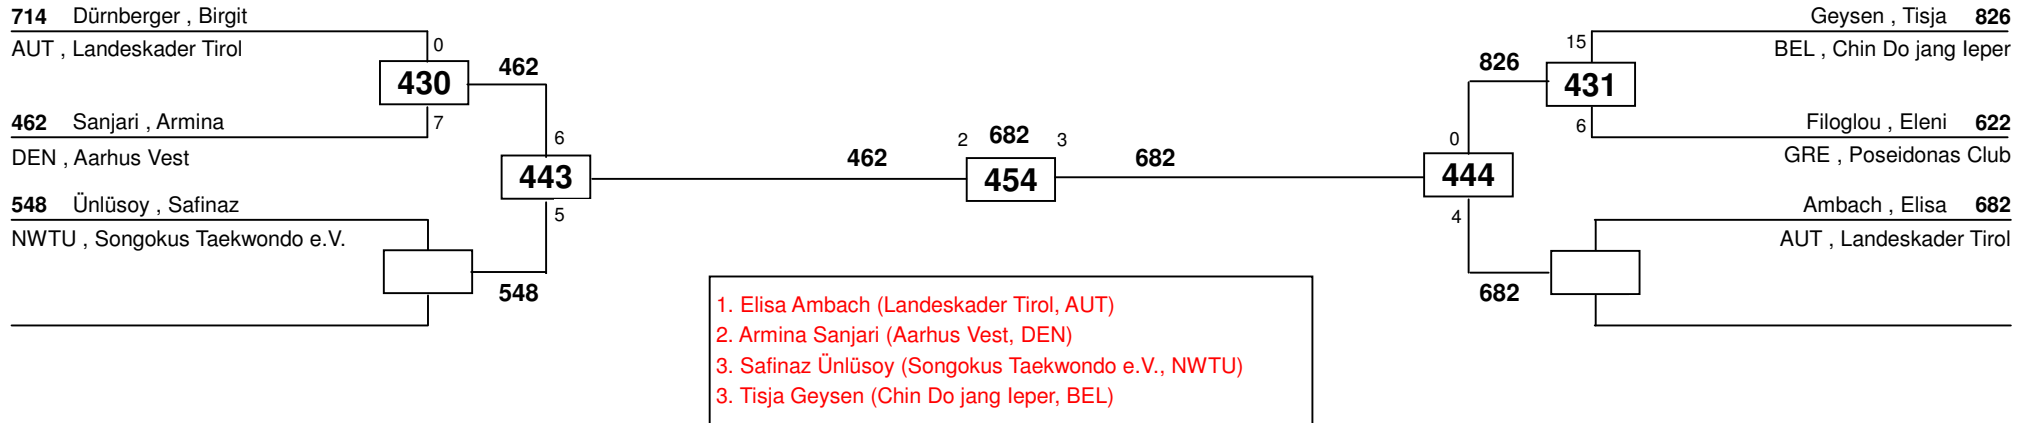 714 Dürnberger , Birgit
AUT , Landeskader Tirol
0
430
462
7
462 Sanjari , Armina
DEN , Aarhus Vest
6
443
5
548 Ünlüsoy , Safinaz
NWTU , Songokus Taekwondo e.V.
548
462
2 682 3
454
682
Geysen , Tisja 826
BEL , Chin Do jang Ieper
15
826
431
6
Filoglou , Eleni 622
GRE , Poseidonas Club
0
444
4
Ambach , Elisa 682
AUT , Landeskader Tirol
682
1. Elisa Ambach (Landeskader Tirol, AUT)
2. Armina Sanjari (Aarhus Vest, DEN)
3. Safinaz Ünlüsoy (Songokus Taekwondo e.V., NWTU)
3. Tisja Geysen (Chin Do jang Ieper, BEL)